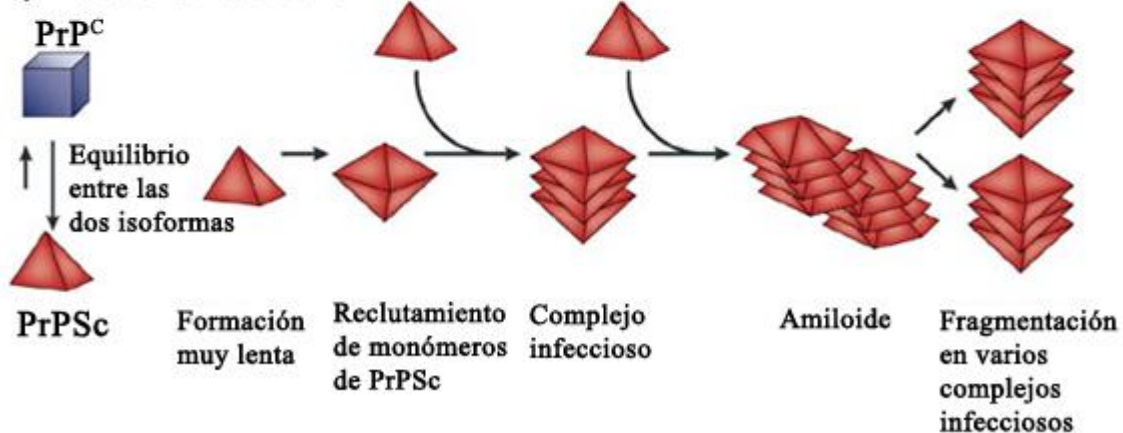 PrPᶜ
Equilibrio
entre las
dos isoformas
PrPSc
Formación
muy lenta
Reclutamiento
de monómeros
de PrPSc
Complejo
infeccioso
Amiloide
Fragmentación
en varios
complejos
infecciosos